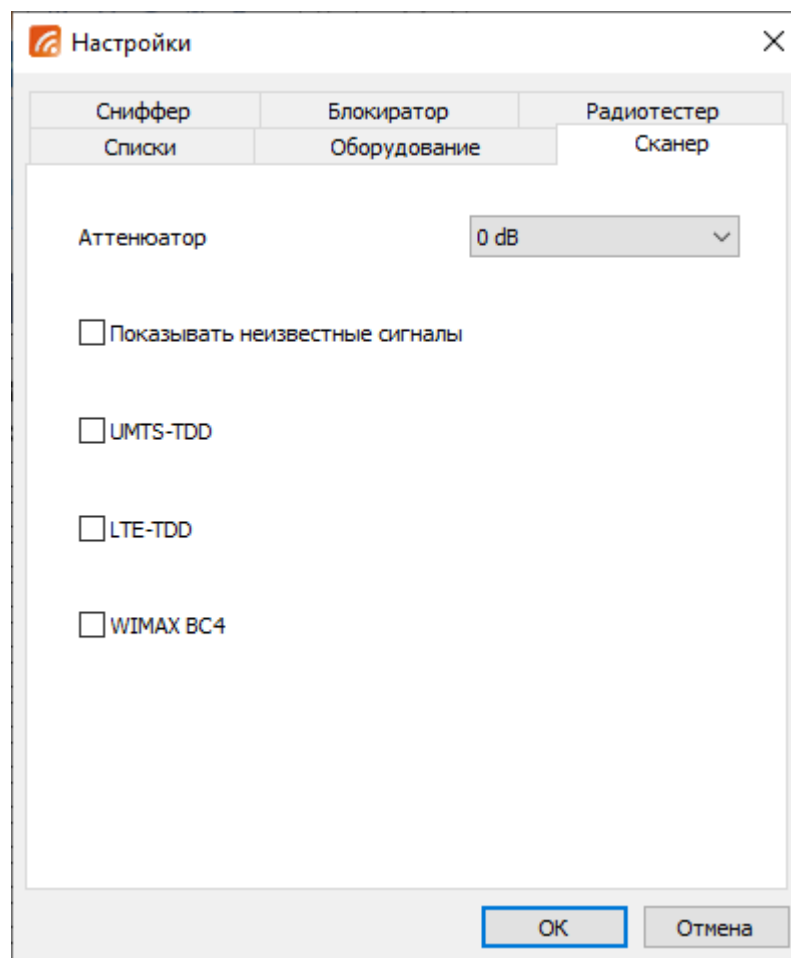 Настройки
Сниффер Блокиратор Радиотестер
Списки Оборудование Сканер
Аттенюатор 0 dB
Показывать неизвестные сигналы
UMTS-TDD
LTE-TDD
WIMAX BC4
OK Отмена